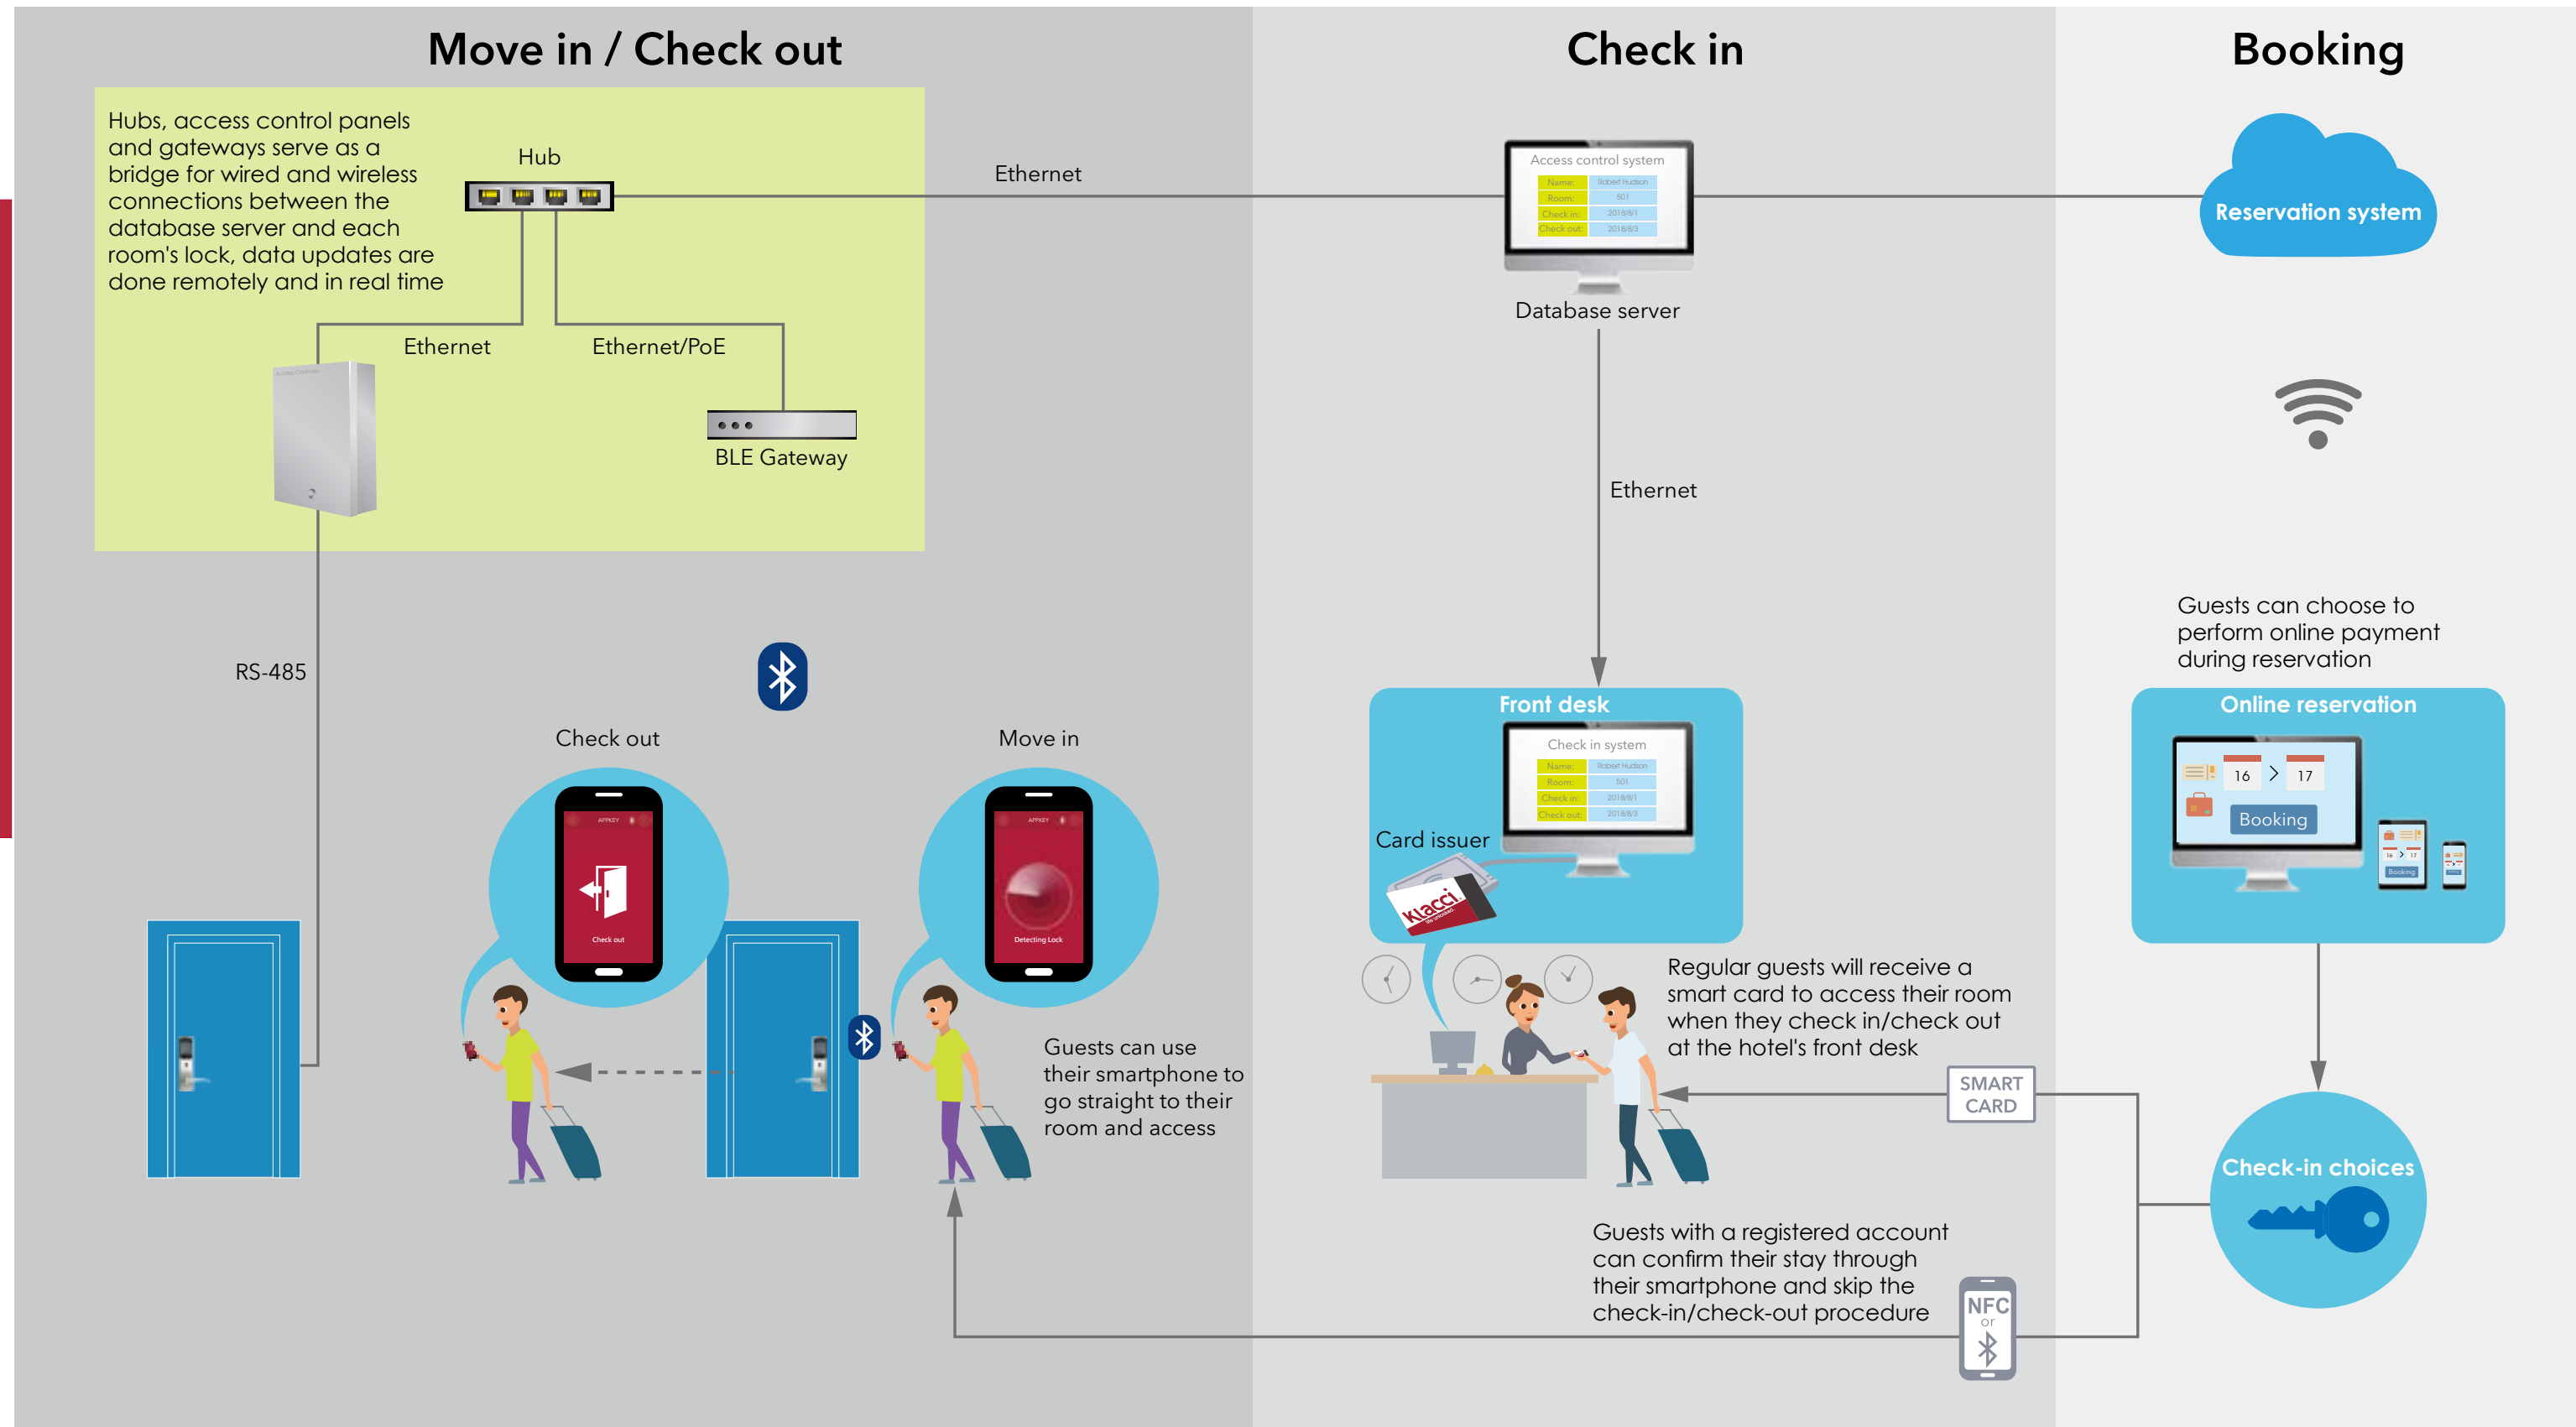 Move in / Check out
Check in
Booking
Hubs, access control panels
and gateways serve as a
bridge for wired and wireless
connections between the
database server and each
room's lock, data updates are
done remotely and in real time
Hub
Ethernet
Ethernet
Ethernet/PoE
BLE Gateway
RS-485
Access control system
Name: Robert Hudson
Room: 501
Check in: 2018/8/1
Check out: 2018/8/3
Database server
Ethernet
Reservation system
Guests can choose to
perform online payment
during reservation
Online reservation
16 > 17
Booking
16 > 17
Booking
Check out
Move in
APPKEY
Check out
APPKEY
Detecting Lock
Guests can use
their smartphone to
go straight to their
room and access
Front desk
Check in system
Name: Robert Hudson
Room: 501
Check in: 2018/8/1
Check out: 2018/8/3
Card issuer
Klacci
Regular guests will receive a
smart card to access their room
when they check in/check out
at the hotel's front desk
SMART
CARD
Check-in choices
Guests with a registered account
can confirm their stay through
their smartphone and skip the
check-in/check-out procedure
NFC
or